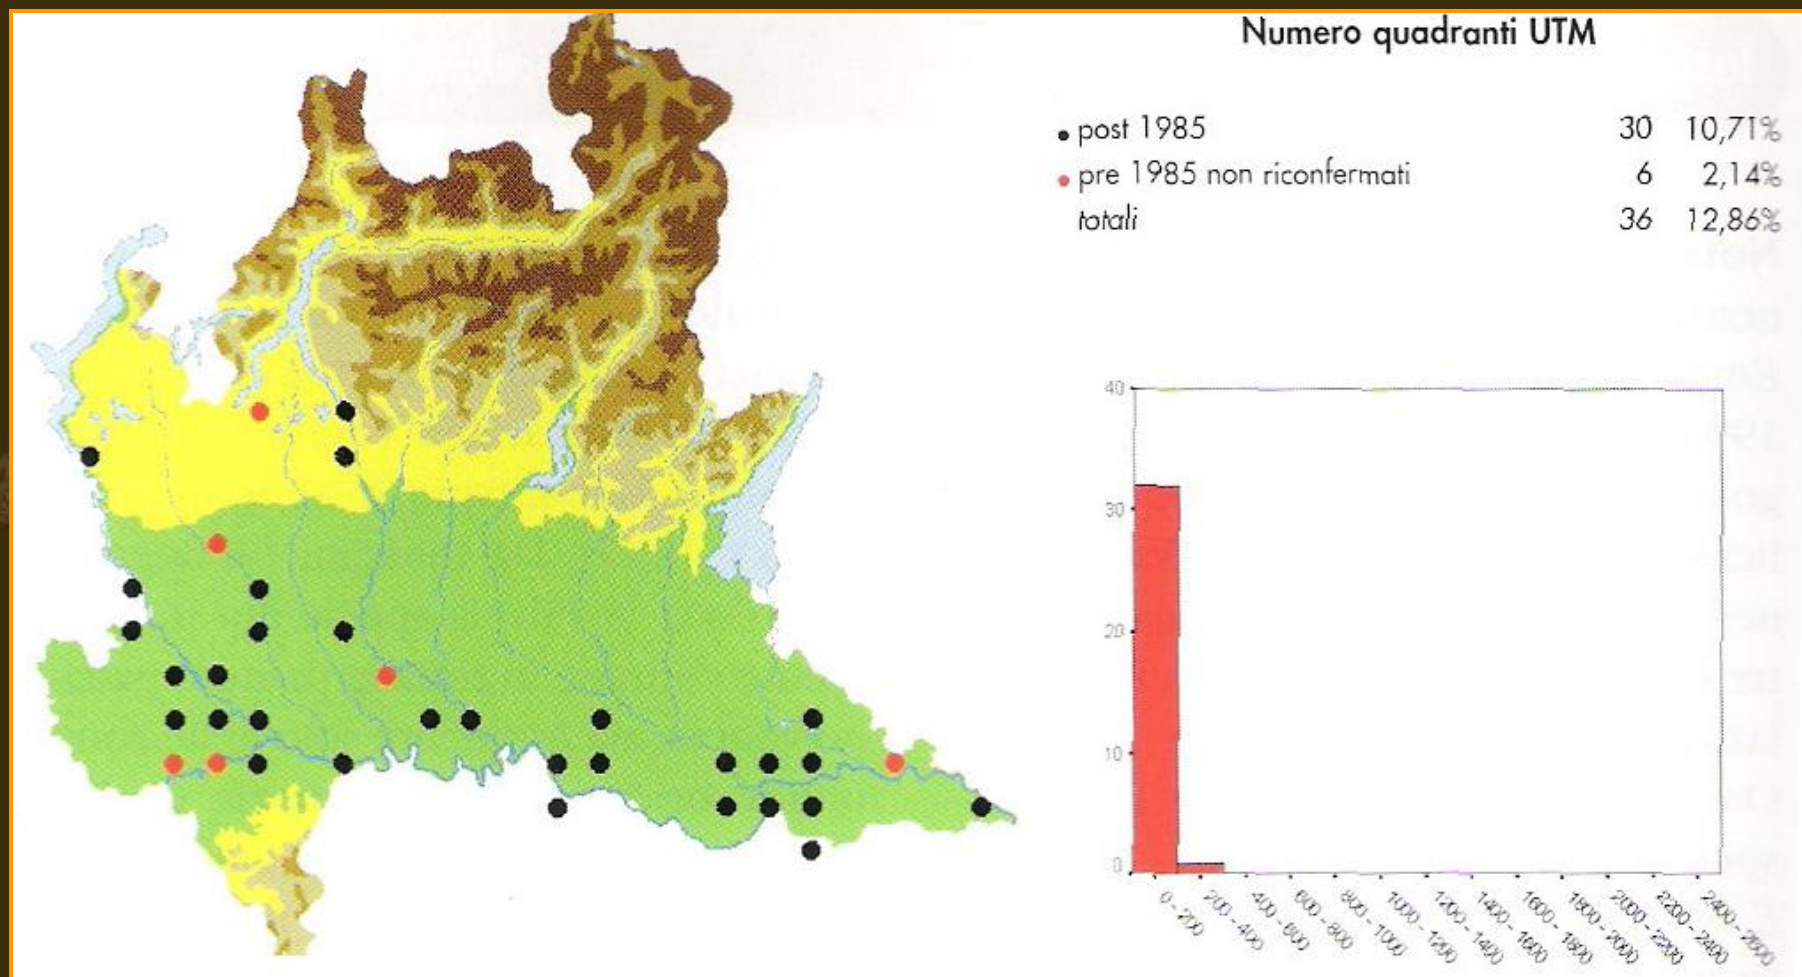 Numero quadranti UTM
• post 1985 30 10,71%
• pre 1985 non riconfermati 6 2,14%
totali 36 12,86%
40
30
20
10
0
0 - 200
200 - 400
400 - 600
600 - 800
800 - 1000
1000 - 1200
1200 - 1400
1400 - 1600
1600 - 1800
1800 - 2000
2000 - 2200
2200 - 2400
2400 - 2600